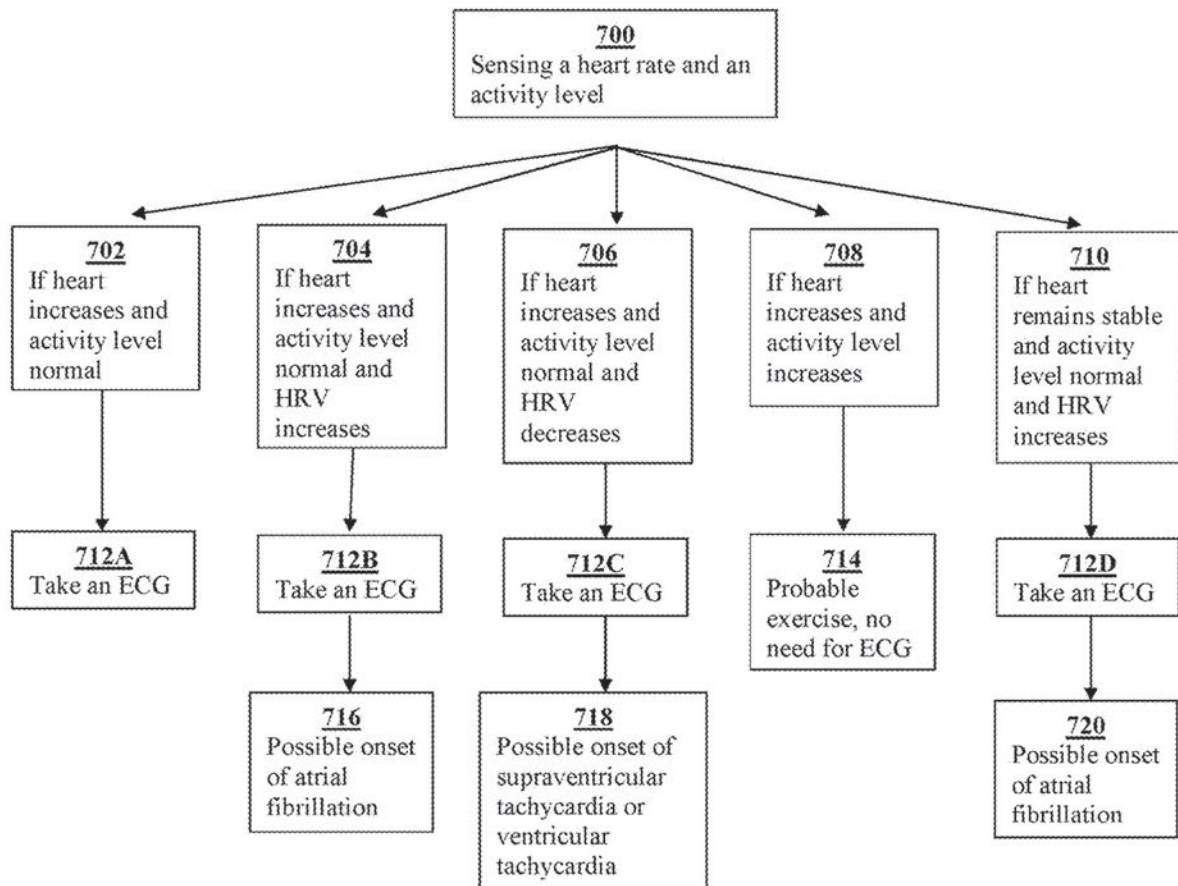 700
Sensing a heart rate and an
activity level
702
If heart
increases and
activity level
normal
704
If heart
increases and
activity level
normal and
HRV
increases
706
If heart
increases and
activity level
normal and
HRV
decreases
708
If heart
increases and
activity level
increases
710
If heart
remains stable
and activity
level normal
and HRV
increases
712A
Take an ECG
712B
Take an ECG
712C
Take an ECG
714
Probable
exercise, no
need for ECG
712D
Take an ECG
716
Possible onset
of atrial
fibrillation
718
Possible onset of
supraventricular
tachycardia or
ventricular
tachycardia
720
Possible onset
of atrial
fibrillation